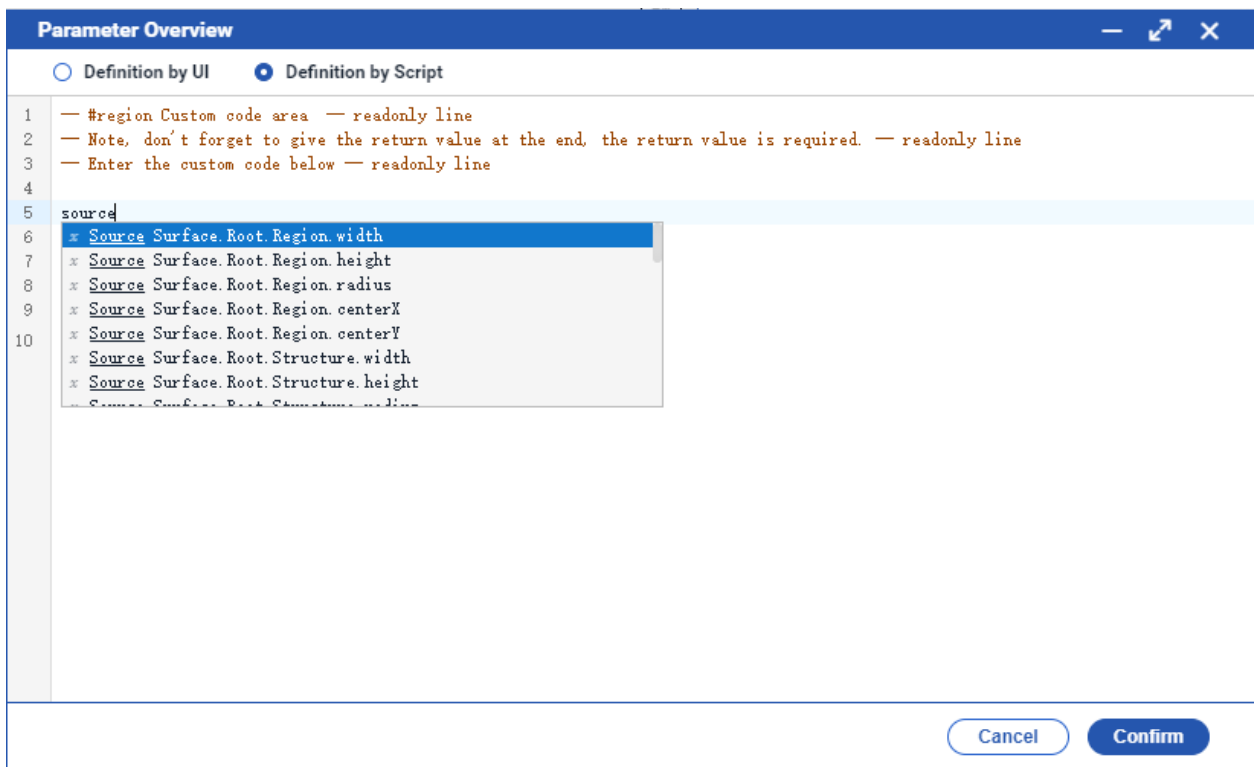 Parameter Overview
Definition by UI Definition by Script
1 — #region Custom code area — readonly line
2 — Note, don't forget to give the return value at the end, the return value is required. — readonly line
3 — Enter the custom code below — readonly line
4
5 source
6 x Source Surface.Root.Region.width
7 x Source Surface.Root.Region.height
8 x Source Surface.Root.Region.radius
9 x Source Surface.Root.Region.centerX
10 x Source Surface.Root.Region.centerY
x Source Surface.Root.Structure.width
x Source Surface.Root.Structure.height
Cancel Confirm